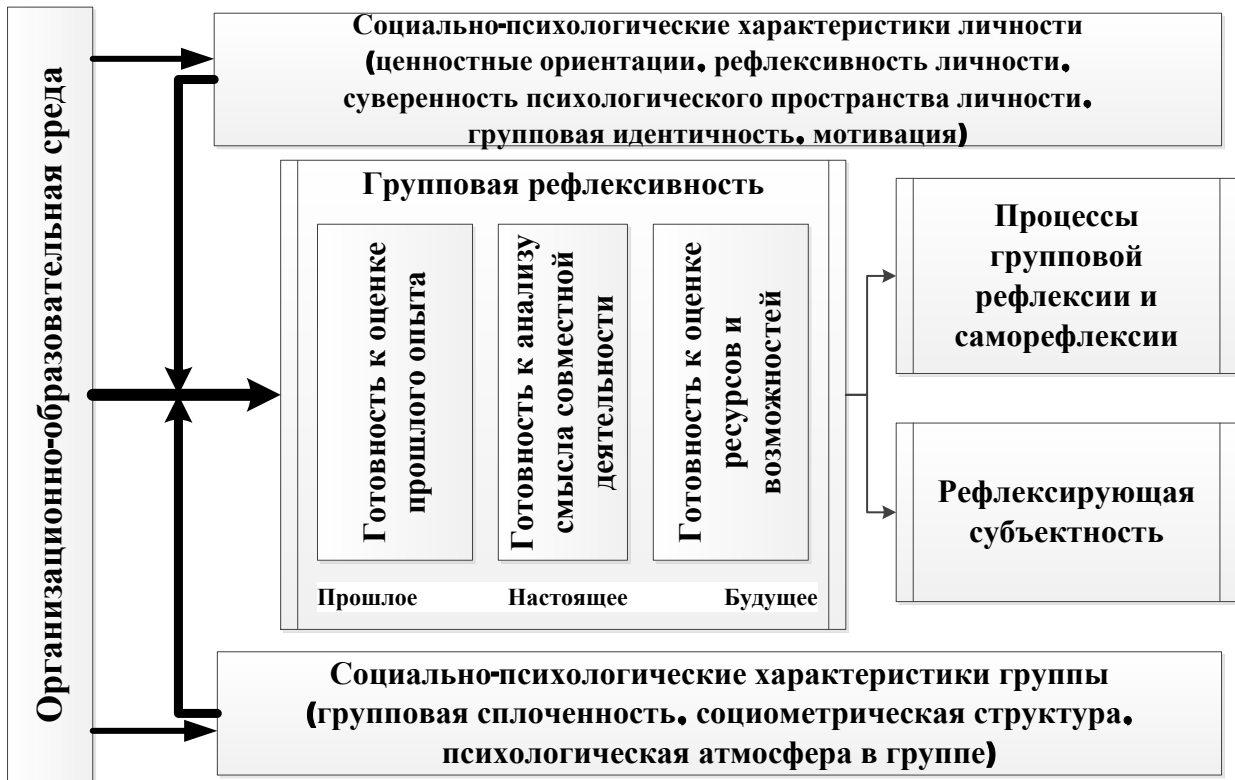 Организационно-образовательная среда
Социально-психологические характеристики личности
(ценностные ориентации, рефлексивность личности,
суверенность психологического пространства личности,
групповая идентичность, мотивация)
Групповая рефлексивность
Готовность к оценке
прошлого опыта
Готовность к анализу
смысла совместной
деятельности
Готовность к оценке
ресурсов и
возможностей
Прошлое
Настоящее
Будущее
Процессы
групповой
рефлексии и
саморефлексии
Рефлексирующая
субъектность
Социально-психологические характеристики группы
(групповая сплоченность, социометрическая структура,
психологическая атмосфера в группе)